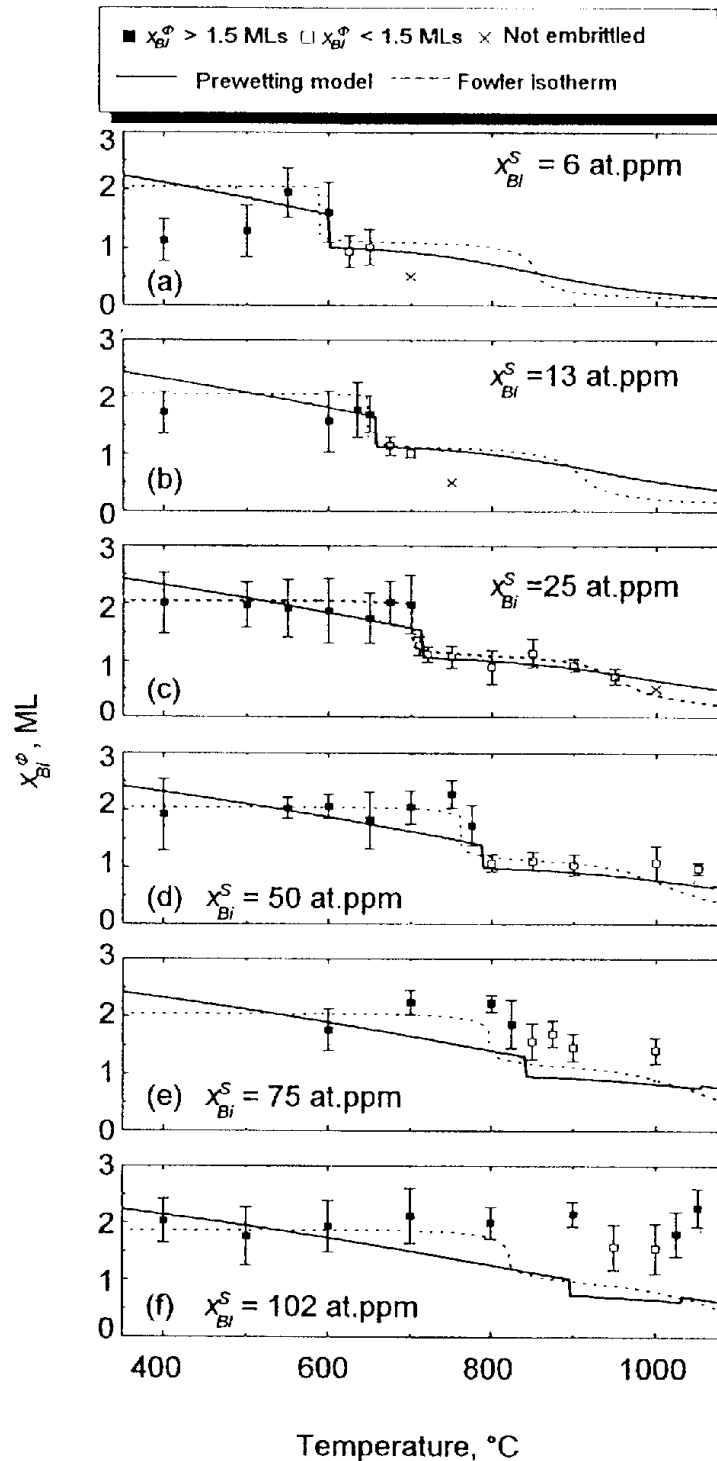 ■ x_Bi^Φ > 1.5 MLs □ x_Bi^Φ < 1.5 MLs × Not embrittled
Prewetting model Fowler isotherm
3
2
1
0
x_Bi^S = 6 at.ppm
(a)
3
2
1
0
x_Bi^S =13 at.ppm
(b)
3
2
1
0
x_Bi^S =25 at.ppm
(c)
x_Bi^Φ, ML
3
2
1
0
(d) x_Bi^S = 50 at.ppm
3
2
1
0
(e) x_Bi^S = 75 at.ppm
3
2
1
0
(f) x_Bi^S = 102 at.ppm
400 600 800 1000
Temperature, °C